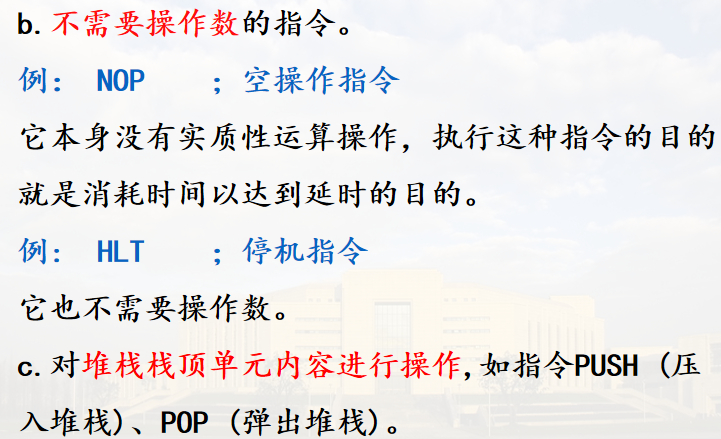 b.不需要操作数的指令。
例： NOP ；空操作指令
它本身没有实质性运算操作，执行这种指令的目的
就是消耗时间以达到延时的目的。
例： HLT ；停机指令
它也不需要操作数。
c.对堆栈栈顶单元内容进行操作,如指令PUSH (压
入堆栈)、POP (弹出堆栈)。